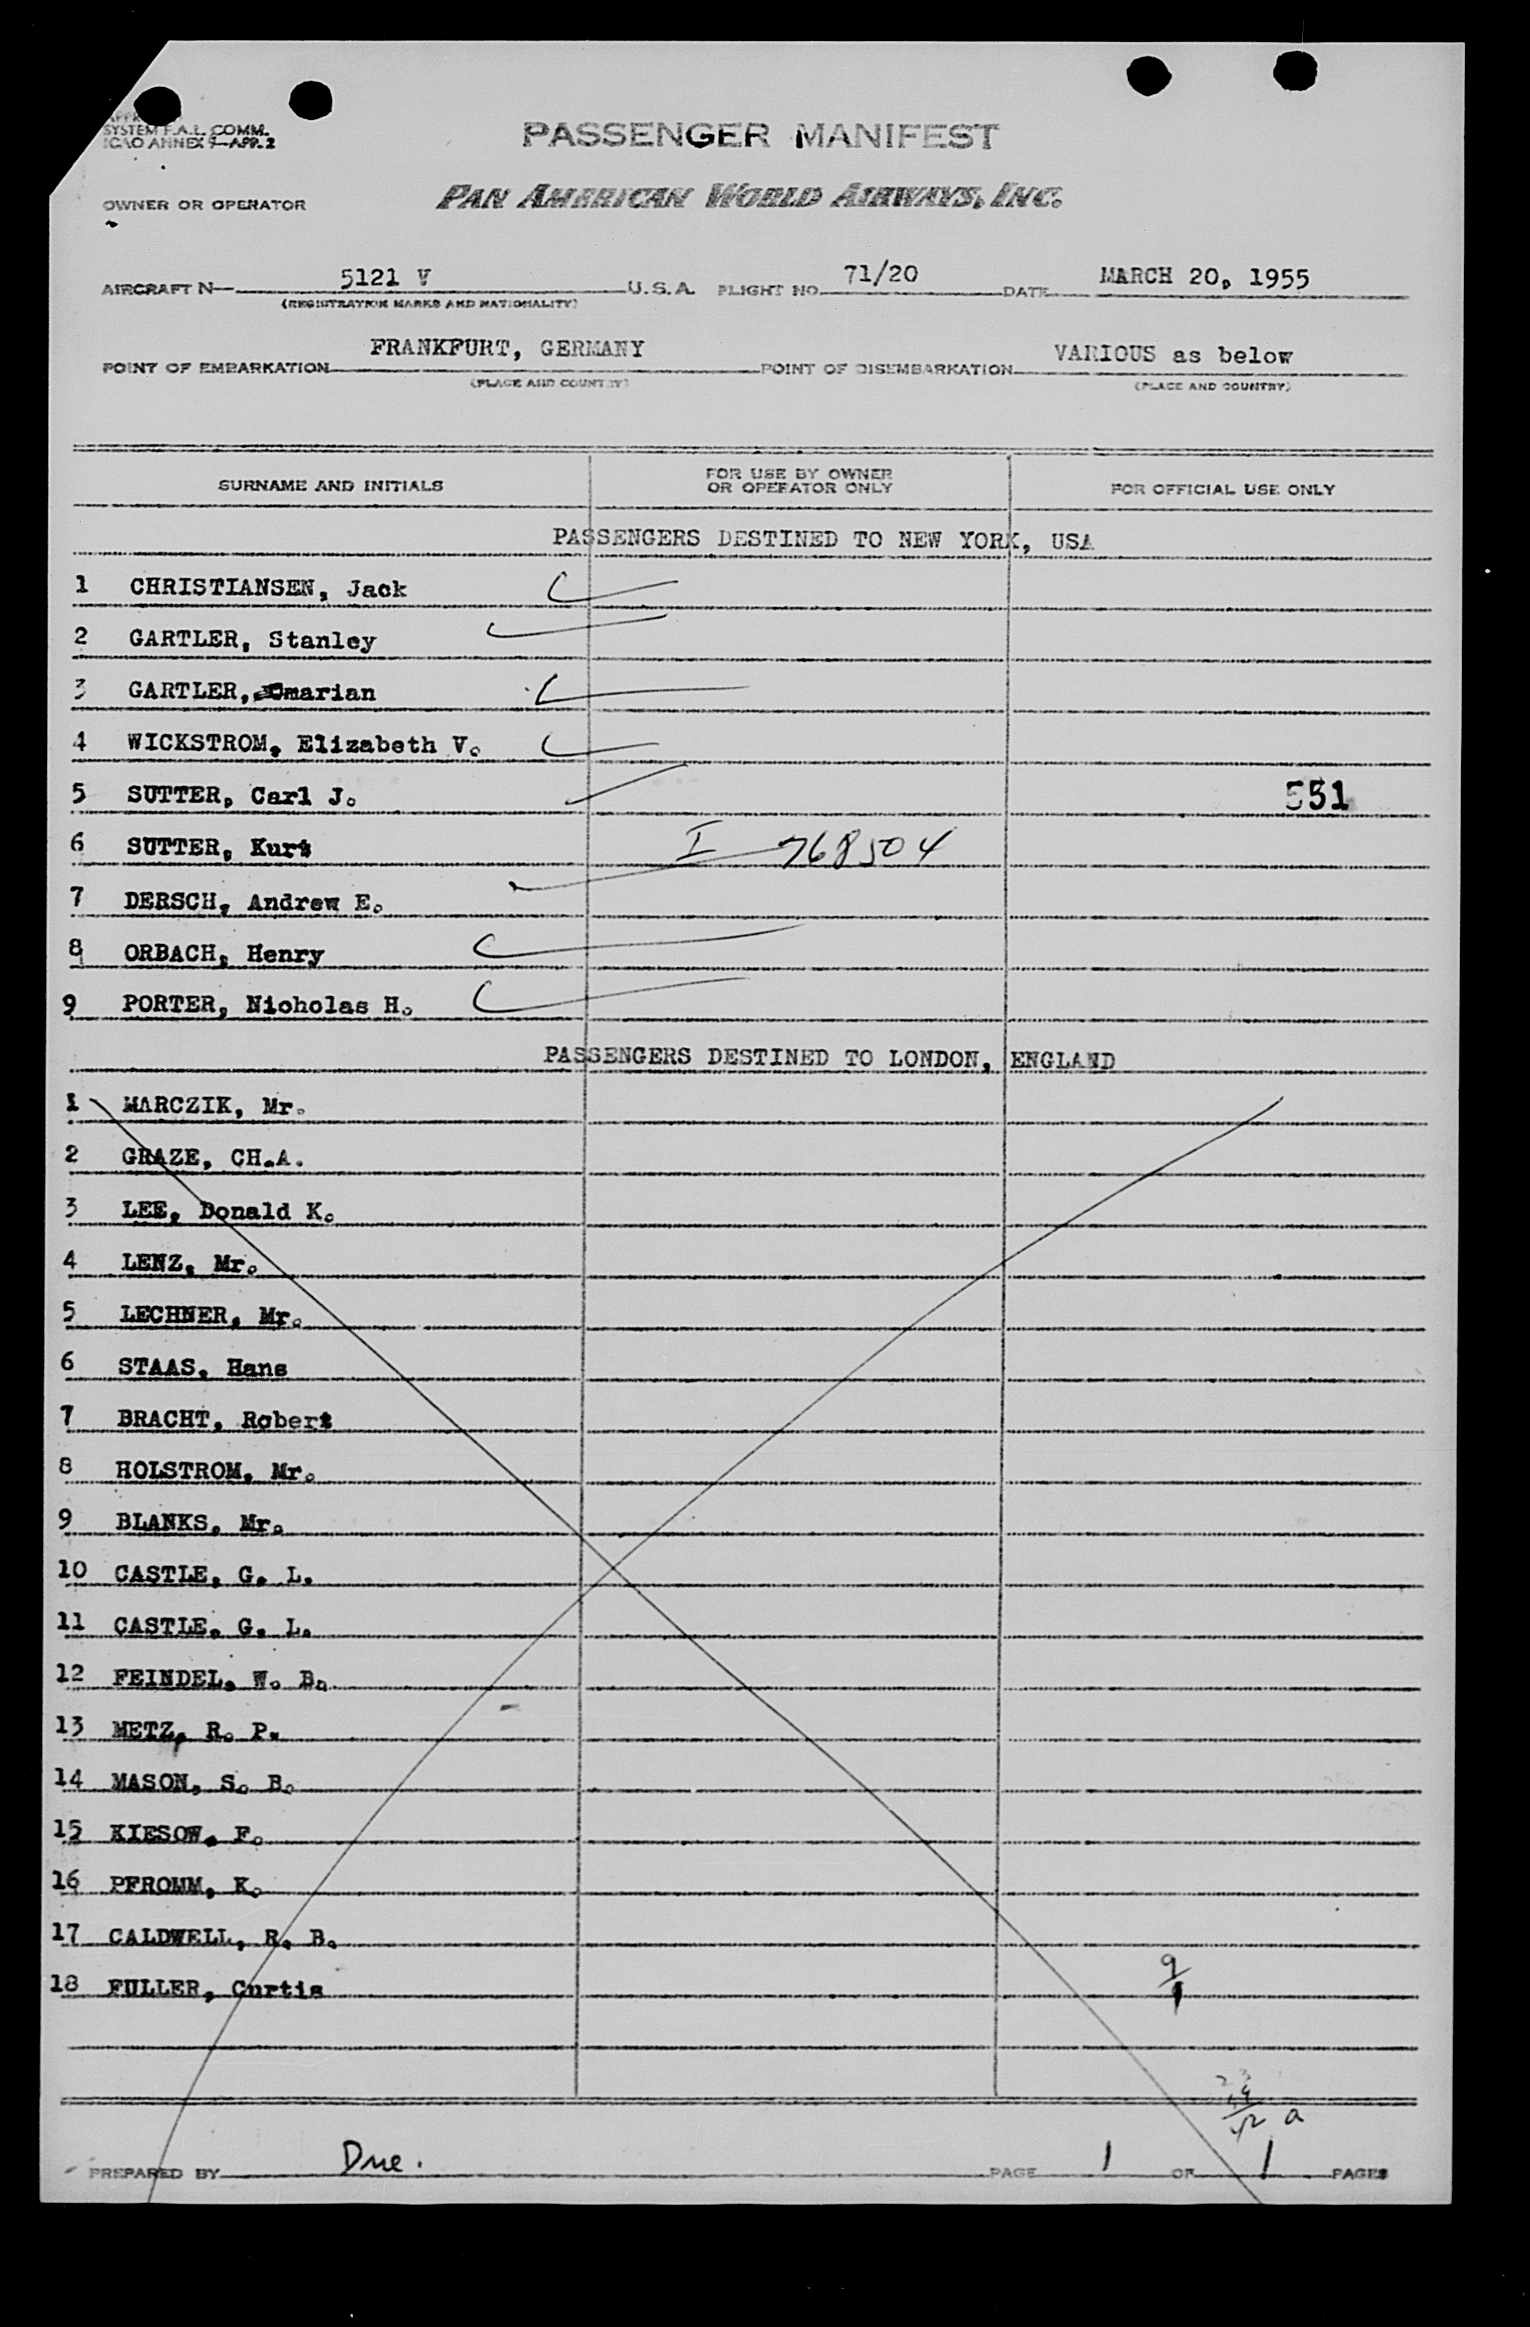 SYSTEM F.A.L. COMM.
ICAO ANNEX 9—APP. 2
PASSENGER MANIFEST
OWNER OR OPERATOR
PAN AMERICAN WORLD AIRWAYS, INC.
AIRCRAFT N— 5121 V U.S.A. FLIGHT NO. 71/20 DATE MARCH 20, 1955
(REGISTRATION MARKS AND NATIONALITY)
POINT OF EMBARKATION FRANKFURT, GERMANY POINT OF DISEMBARKATION VARIOUS as below
(PLACE AND COUNTRY) (PLACE AND COUNTRY)
SURNAME AND INITIALS FOR USE BY OWNER OR OPERATOR ONLY FOR OFFICIAL USE ONLY
PASSENGERS DESTINED TO NEW YORK, USA
1 CHRISTIANSEN, Jack
2 GARTLER, Stanley
3 GARTLER, marian
4 WICKSTROM, Elizabeth V.
5 SUTTER, Carl J. 551
6 SUTTER, Kurt I 768504
7 DERSCH, Andrew E.
8 ORBACH, Henry
9 PORTER, Nicholas H.
PASSENGERS DESTINED TO LONDON, ENGLAND
1 MARCZIK, Mr.
2 GRAZE, CH.A.
3 LEE, Donald K.
4 LENZ, Mr.
5 LECHNER, Mr.
6 STAAS, Hans
7 BRACHT, Robert
8 HOLSTROM, Mr.
9 BLANKS, Mr.
10 CASTLE, G. L.
11 CASTLE, G. L.
12 FEINDEL, W. B.
13 METZ, R. P.
14 MASON, S. B.
15 KIESOW, F.
16 PFROMM, K.
17 CALDWELL, R. B.
18 FULLER, Curtis
9
1
PREPARED BY PAGE 1 OF 1 PAGES